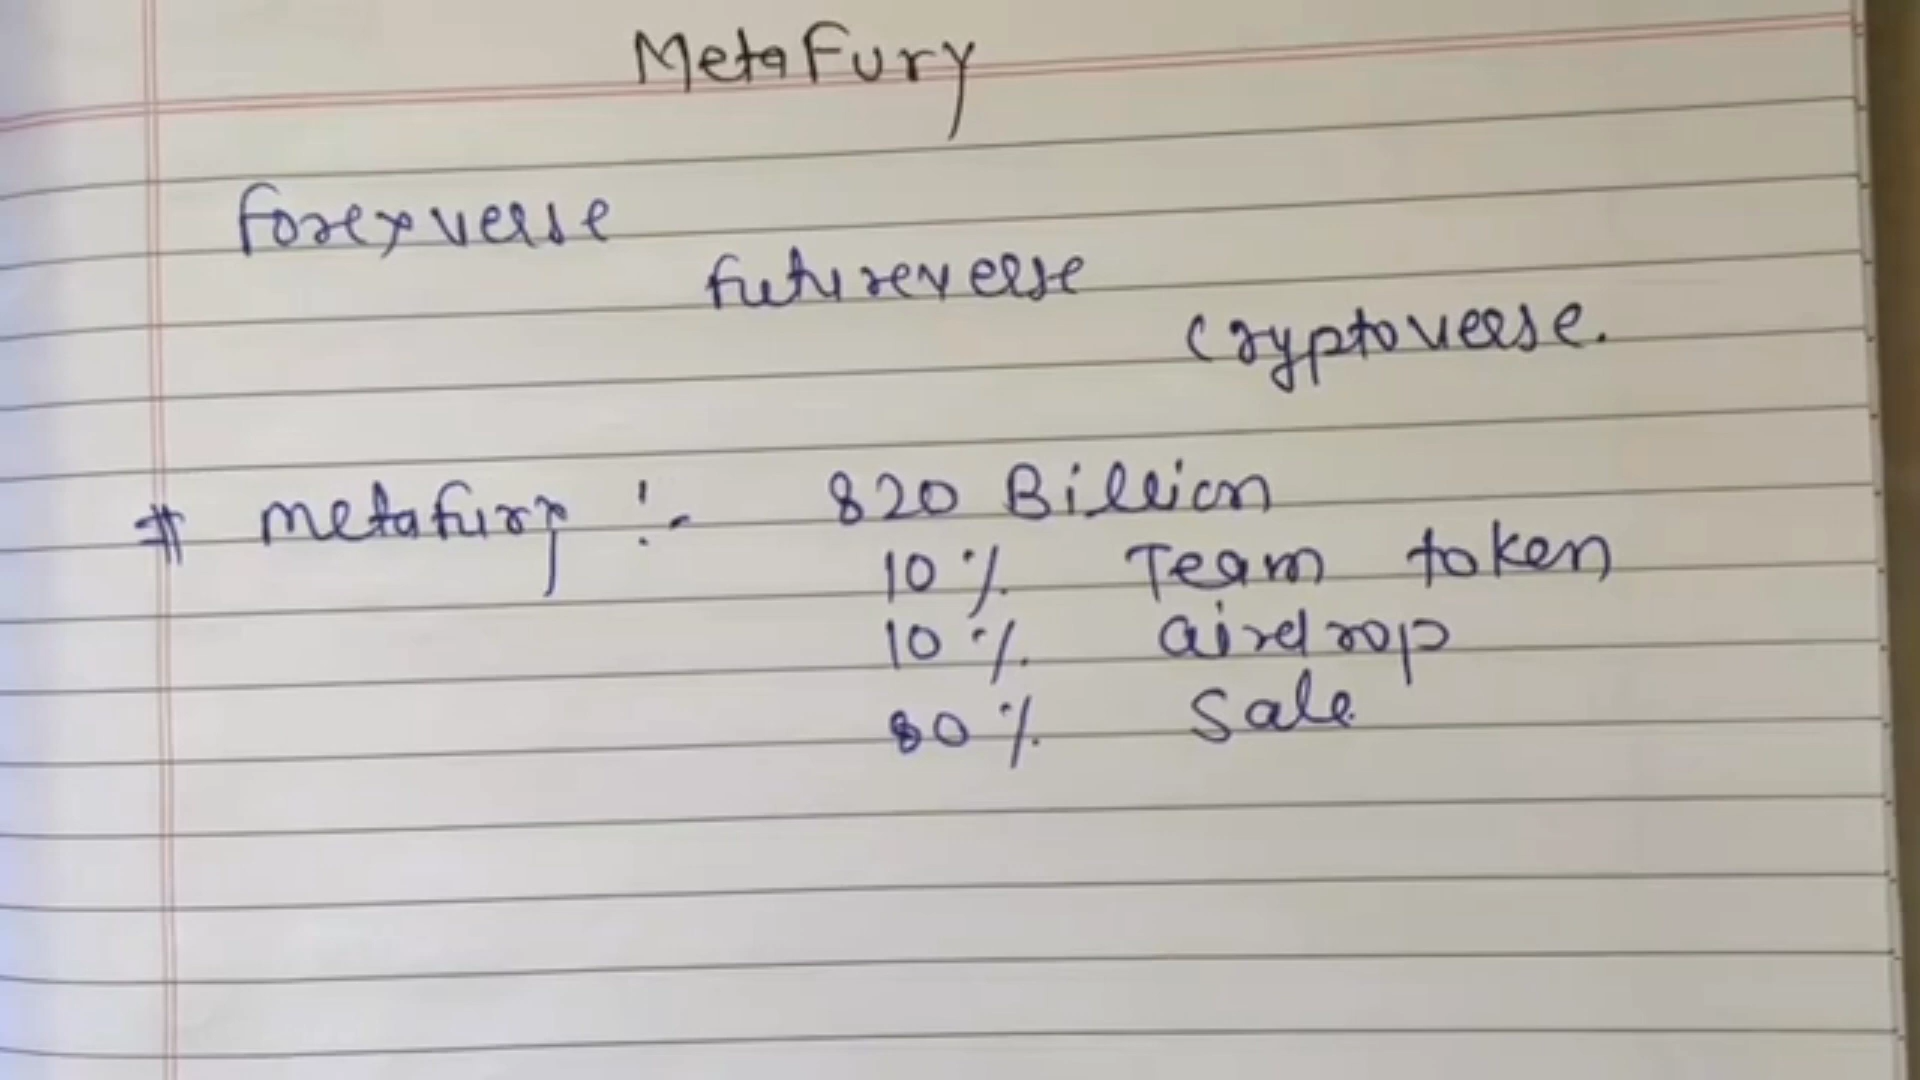 MetaFury
forexverse
futureverse
cryptoverse.
# metafury :- 820 Billion
10% Team token
10% airdrop
80% Sale